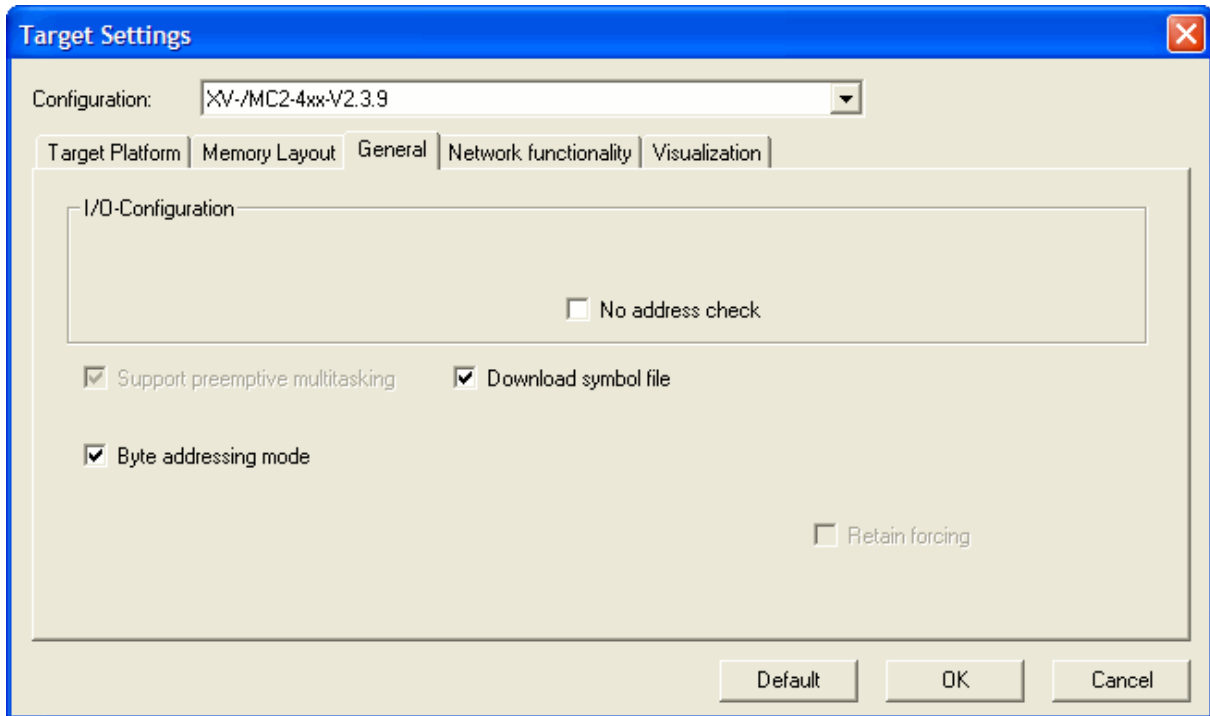 Target Settings
Configuration: XV-/MC2-4xx-V2.3.9
Target Platform Memory Layout General Network functionality Visualization
I/O-Configuration
No address check
Support preemptive multitasking Download symbol file
Byte addressing mode
Retain forcing
Default OK Cancel